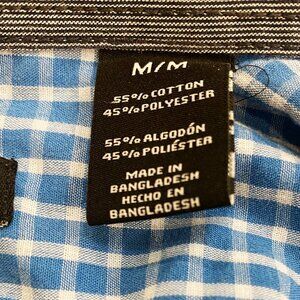 M/M
55% COTTON
45% POLYESTER
55% ALGODÓN
45% POLIÉSTER
MADE IN
BANGLADESH
HECHO EN
BANGLADESH